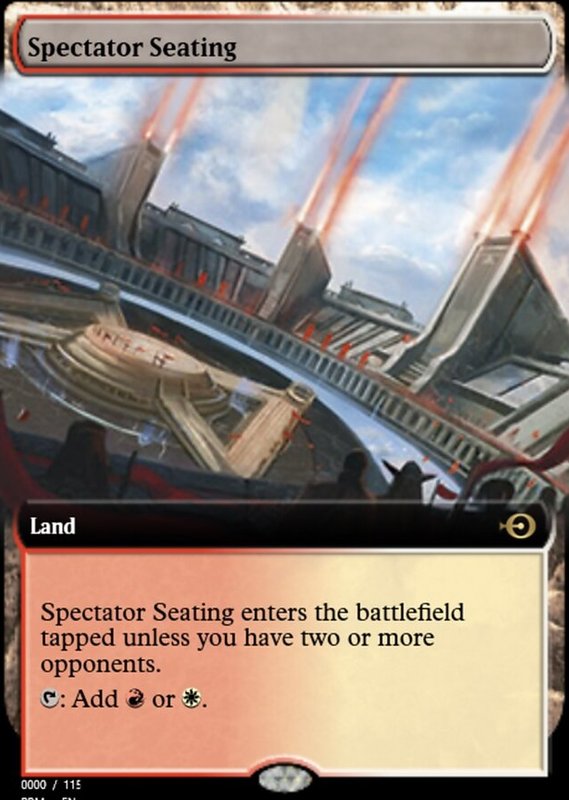 Spectator Seating
Land
Spectator Seating enters the battlefield
tapped unless you have two or more
opponents.
: Add or .
0000 / 115